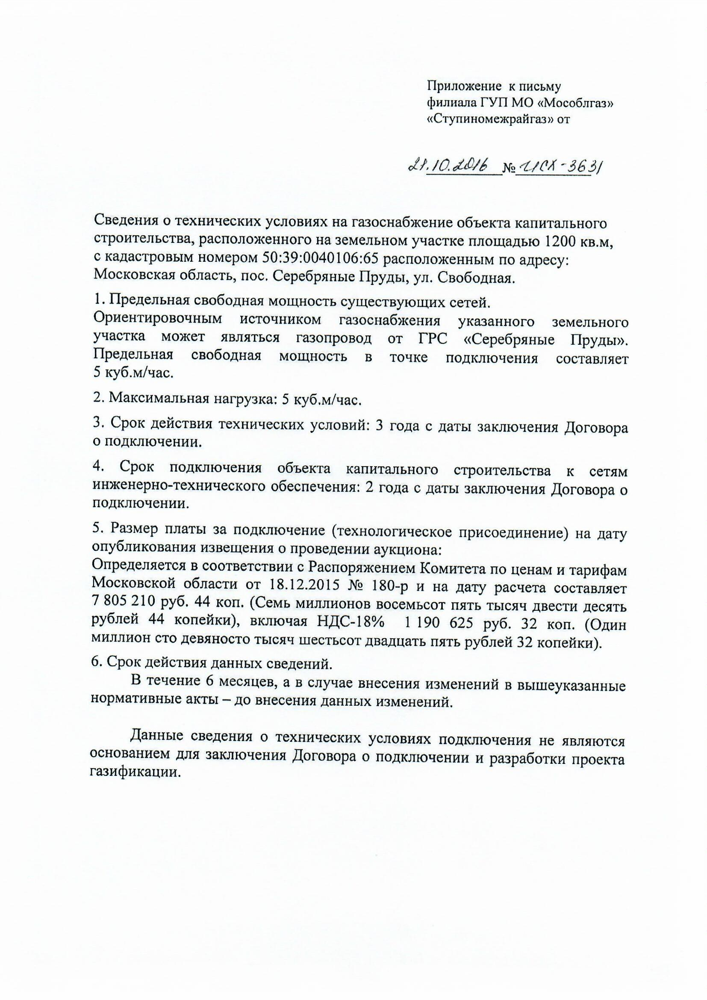 Приложение к письму
филиала ГУП МО «Мособлгаз»
«Ступиномежрайгаз» от
21.10.2016 № ИСХ-3631
Сведения о технических условиях на газоснабжение объекта капитального
строительства, расположенного на земельном участке площадью 1200 кв.м,
с кадастровым номером 50:39:0040106:65 расположенным по адресу:
Московская область, пос. Серебряные Пруды, ул. Свободная.
1. Предельная свободная мощность существующих сетей.
Ориентировочным источником газоснабжения указанного земельного
участка может являться газопровод от ГРС «Серебряные Пруды».
Предельная свободная мощность в точке подключения составляет
5 куб.м/час.
2. Максимальная нагрузка: 5 куб.м/час.
3. Срок действия технических условий: 3 года с даты заключения Договора
о подключении.
4. Срок подключения объекта капитального строительства к сетям
инженерно-технического обеспечения: 2 года с даты заключения Договора о
подключении.
5. Размер платы за подключение (технологическое присоединение) на дату
опубликования извещения о проведении аукциона:
Определяется в соответствии с Распоряжением Комитета по ценам и тарифам
Московской области от 18.12.2015 № 180-р и на дату расчета составляет
7 805 210 руб. 44 коп. (Семь миллионов восемьсот пять тысяч двести десять
рублей 44 копейки), включая НДС-18% 1 190 625 руб. 32 коп. (Один
миллион сто девяносто тысяч шестьсот двадцать пять рублей 32 копейки).
6. Срок действия данных сведений.
В течение 6 месяцев, а в случае внесения изменений в вышеуказанные
нормативные акты – до внесения данных изменений.
Данные сведения о технических условиях подключения не являются
основанием для заключения Договора о подключении и разработки проекта
газификации.